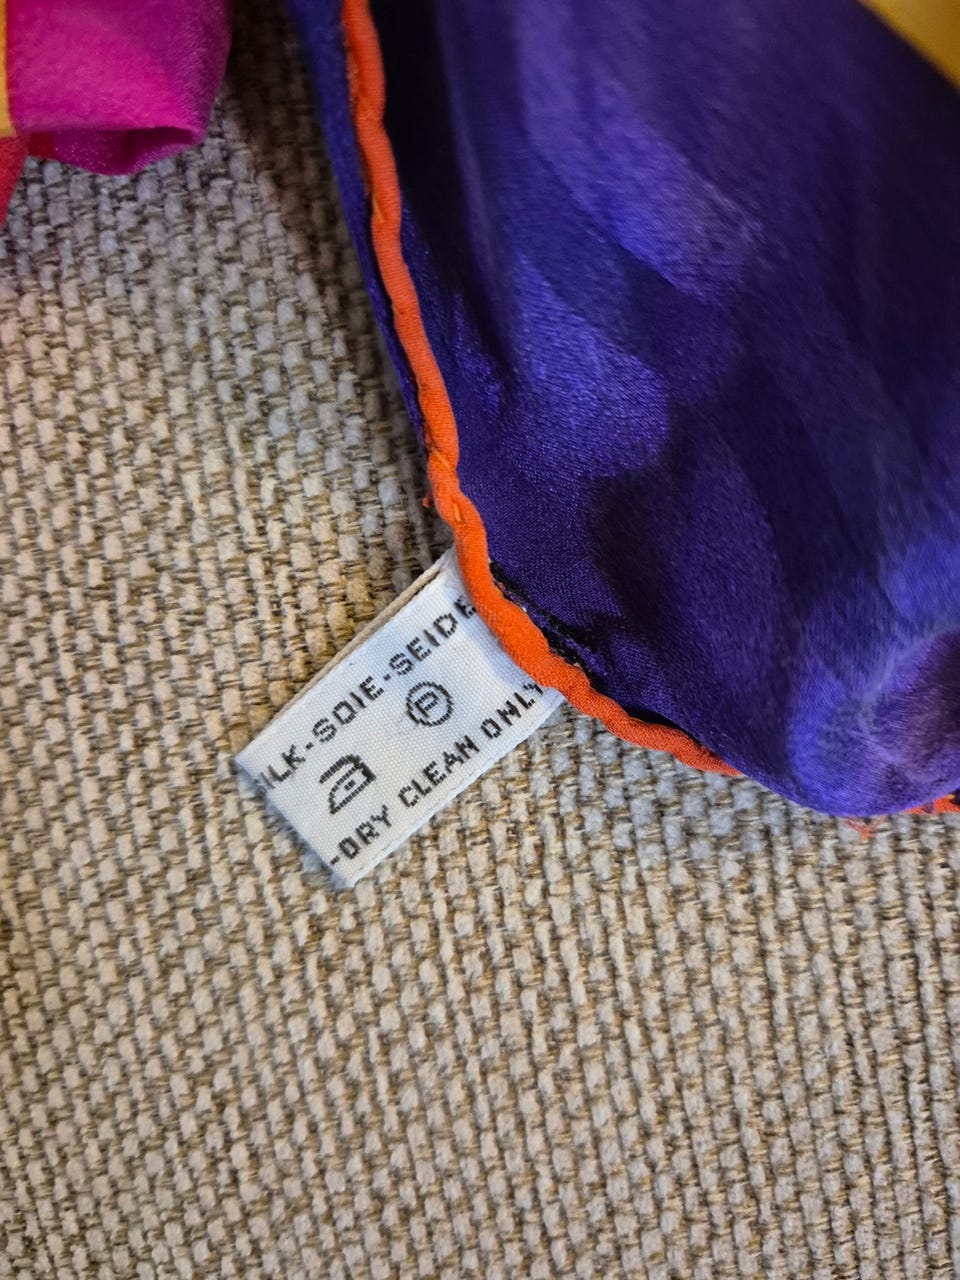 ILK-SOIE-SEIDE
P
-DRY CLEAN ONLY